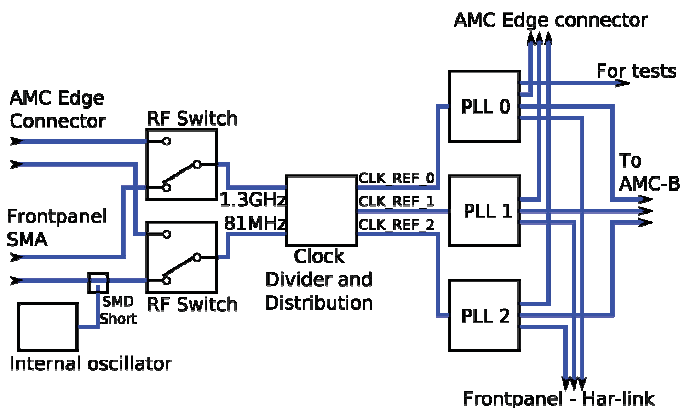 AMC Edge connector
For tests
AMC Edge
Connector
RF Switch
PLL 0
To
AMC-B
CLK_REF_0
1.3GHz
CLK_REF_1
PLL 1
Frontpanel
SMA
81MHz
CLK_REF_2
Clock
Divider and
Distribution
SMD
Short
RF Switch
PLL 2
Internal oscillator
Frontpanel - Har-link